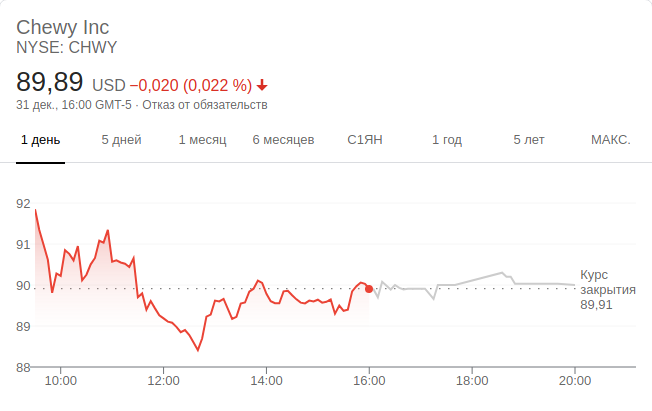 Chewy Inc
NYSE: CHWY
89,89 USD −0,020 (0,022 %)
31 дек., 16:00 GMT-5 · Отказ от обязательств
1 день 5 дней 1 месяц 6 месяцев С1ЯН 1 год 5 лет МАКС.
92
91
90
89
88
Курс
закрытия
89,91
10:00 12:00 14:00 16:00 18:00 20:00